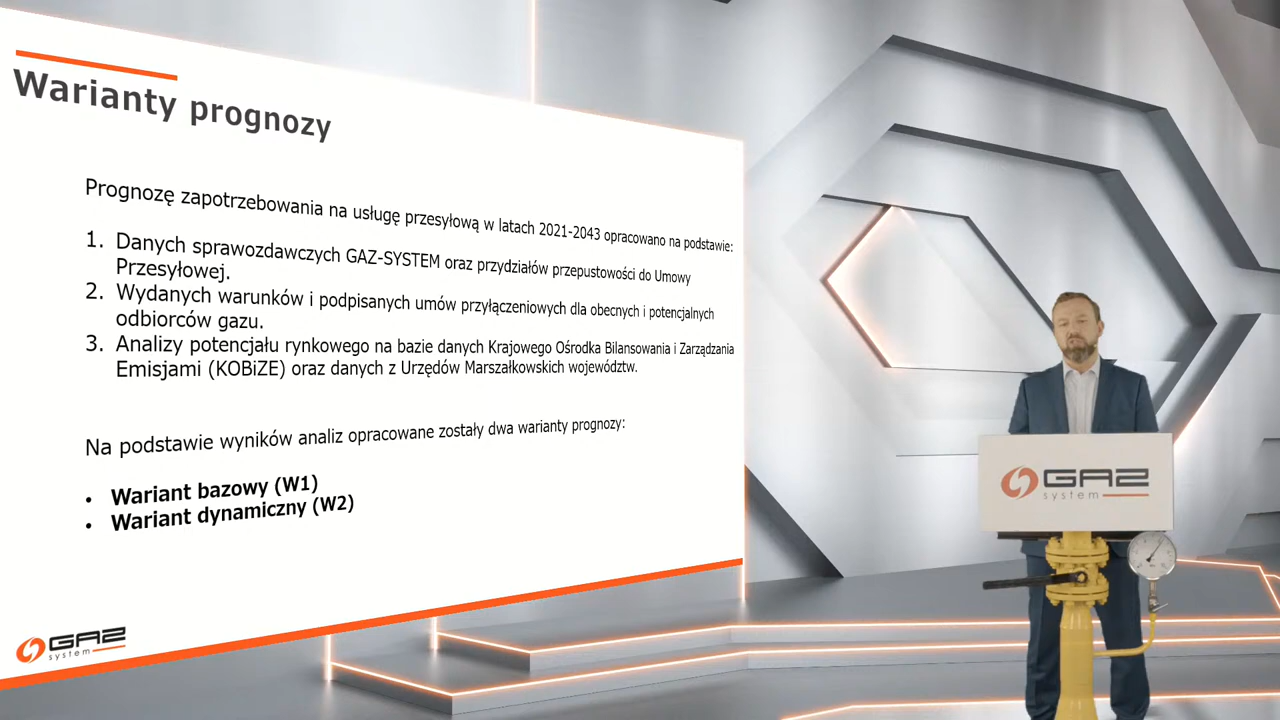 Warianty prognozy
Prognozę zapotrzebowania na usługę przesyłową w latach 2021-2043 opracowano na podstawie:
1. Danych sprawozdawczych GAZ-SYSTEM oraz przydziałów przepustowości do Umowy
Przesyłowej.
2. Wydanych warunków i podpisanych umów przyłączeniowych dla obecnych i potencjalnych
odbiorców gazu.
3. Analizy potencjału rynkowego na bazie danych Krajowego Ośrodka Bilansowania i Zarządzania
Emisjami (KOBiZE) oraz danych z Urzędów Marszałkowskich województw.
Na podstawie wyników analiz opracowane zostały dwa warianty prognozy:
• Wariant bazowy (W1)
• Wariant dynamiczny (W2)
GAZ
system
GAZ
system